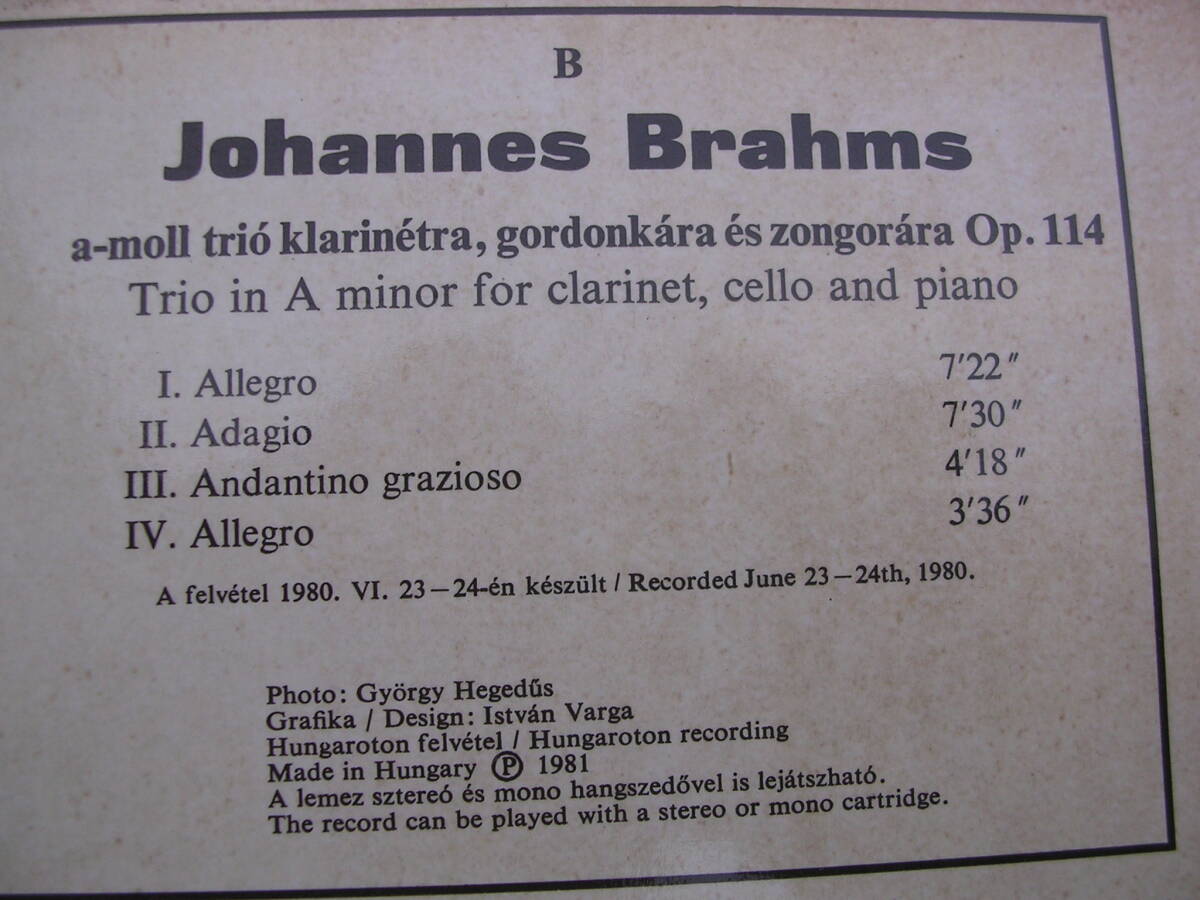 B
Johannes Brahms
a-moll trió klarinétra, gordonkára és zongorára Op. 114
Trio in A minor for clarinet, cello and piano
I. Allegro 7'22"
II. Adagio 7'30"
III. Andantino grazioso 4'18"
IV. Allegro 3'36"
A felvétel 1980. VI. 23–24-én készült / Recorded June 23–24th, 1980.
Photo: György Hegedűs
Grafika / Design: István Varga
Hungaroton felvétel / Hungaroton recording
Made in Hungary Ⓟ 1981
A lemez sztereó és mono hangszedővel is lejátszható.
The record can be played with a stereo or mono cartridge.